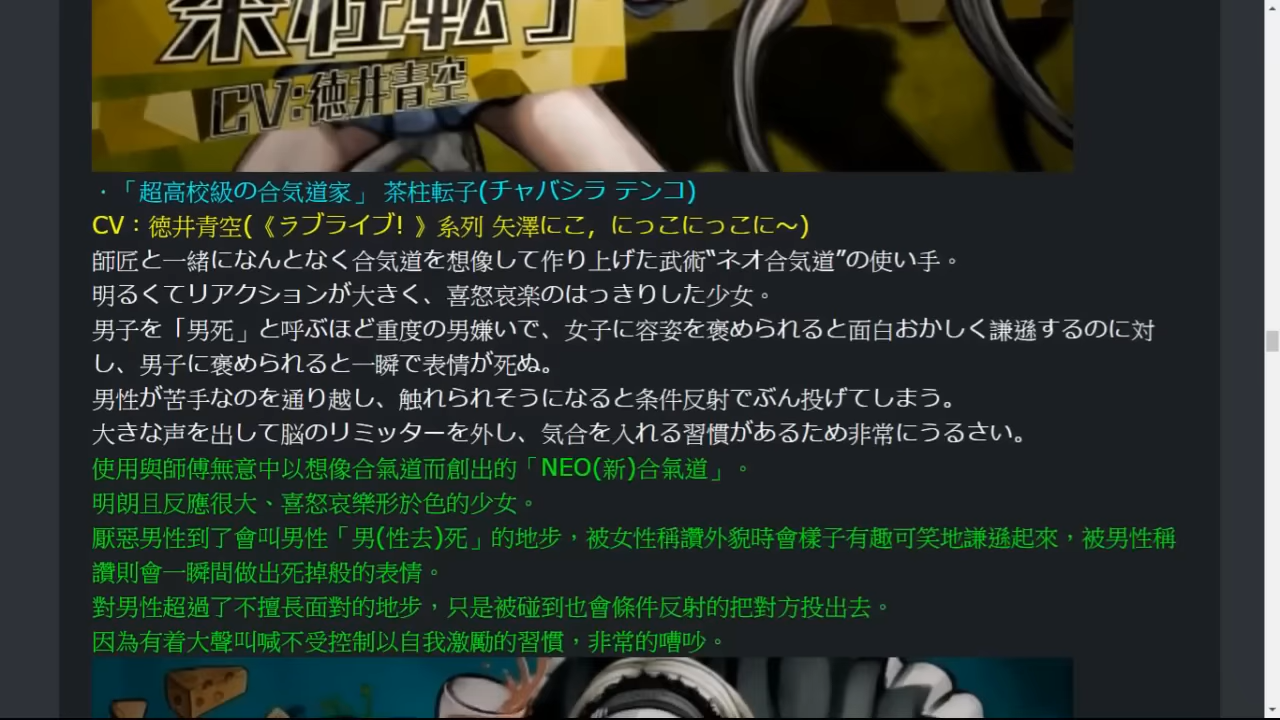 茶柱転子
CV:徳井青空
・「超高校級の合気道家」 茶柱転子(チャバシラ テンコ)
CV：徳井青空(《ラブライブ! 》系列 矢澤にこ, にっこにっこに～)
師匠と一緒になんとなく合気道を想像して作り上げた武術“ネオ合気道”の使い手。
明るくてリアクションが大きく、喜怒哀楽のはっきりした少女。
男子を「男死」と呼ぶほど重度の男嫌いで、女子に容姿を褒められると面白おかしく謙遜するのに対
し、男子に褒められると一瞬で表情が死ぬ。
男性が苦手なのを通り越し、触れられそうになると条件反射でぶん投げてしまう。
大きな声を出して脳のリミッターを外し、気合を入れる習慣があるため非常にうるさい。
使用與師傅無意中以想像合氣道而創出的「NEO(新)合氣道」。
明朗且反應很大、喜怒哀樂形於色的少女。
厭惡男性到了會叫男性「男(性去)死」的地步，被女性稱讚外貌時會樣子有趣可笑地謙遜起來，被男性稱
讚則會一瞬間做出死掉般的表情。
對男性超過了不擅長面對的地步，只是被碰到也會條件反射的把對方投出去。
因為有着大聲叫喊不受控制以自我激勵的習慣，非常的嘈吵。